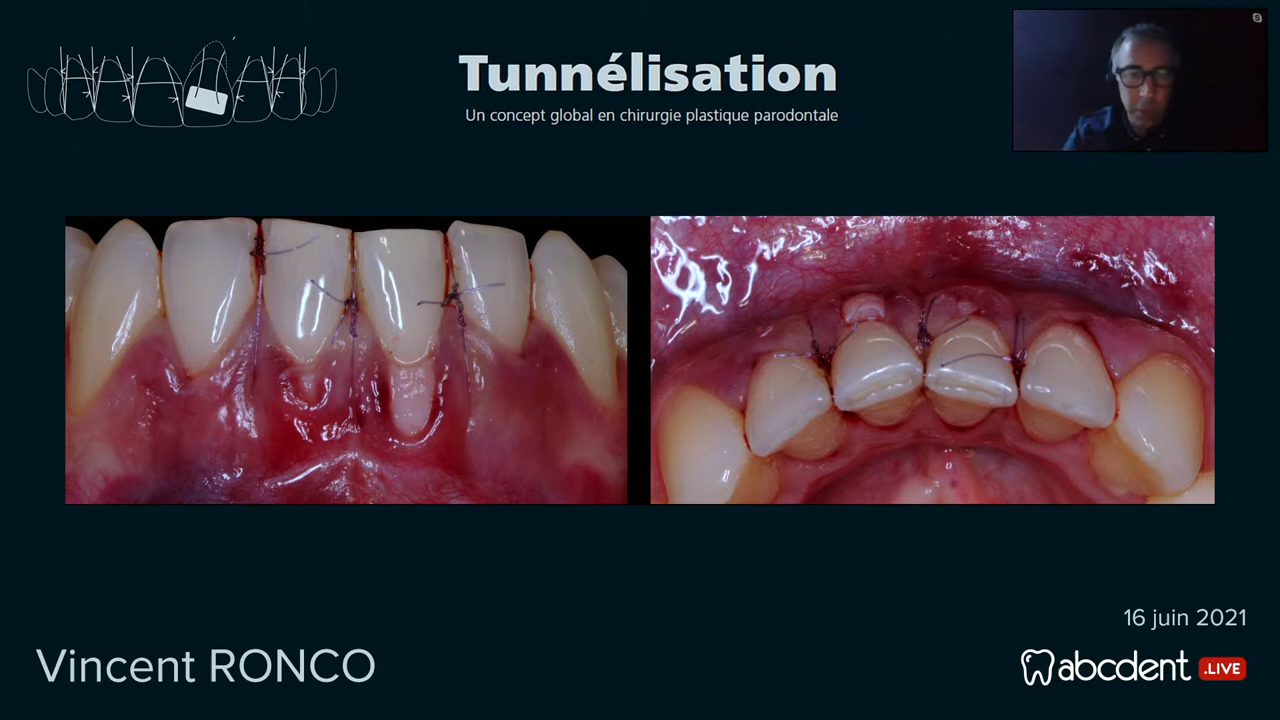 Tunnélisation
Un concept global en chirurgie plastique parodontale
16 juin 2021
Vincent RONCO
abcdent .LIVE